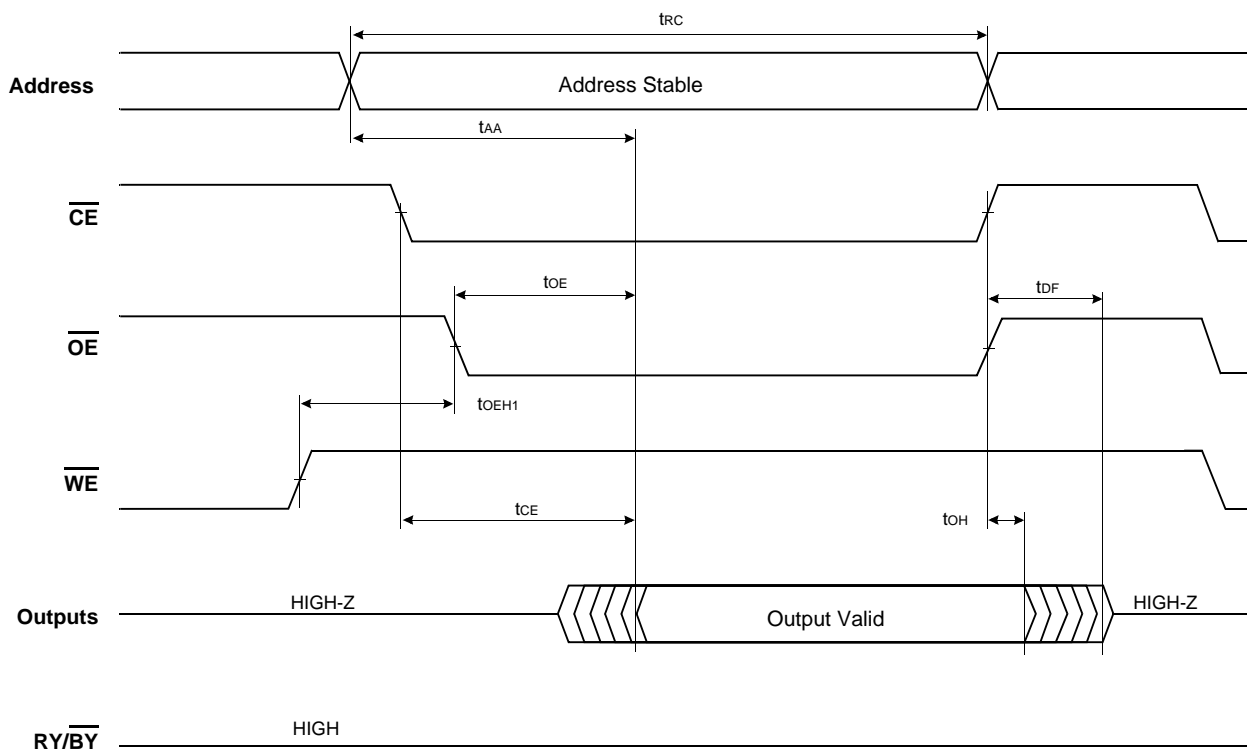 tRC
Address
Address Stable
tAA
CE
tOE
tDF
OE
tOEH1
WE
tCE
tOH
HIGH-Z
HIGH-Z
Outputs
Output Valid
HIGH
RY/BY